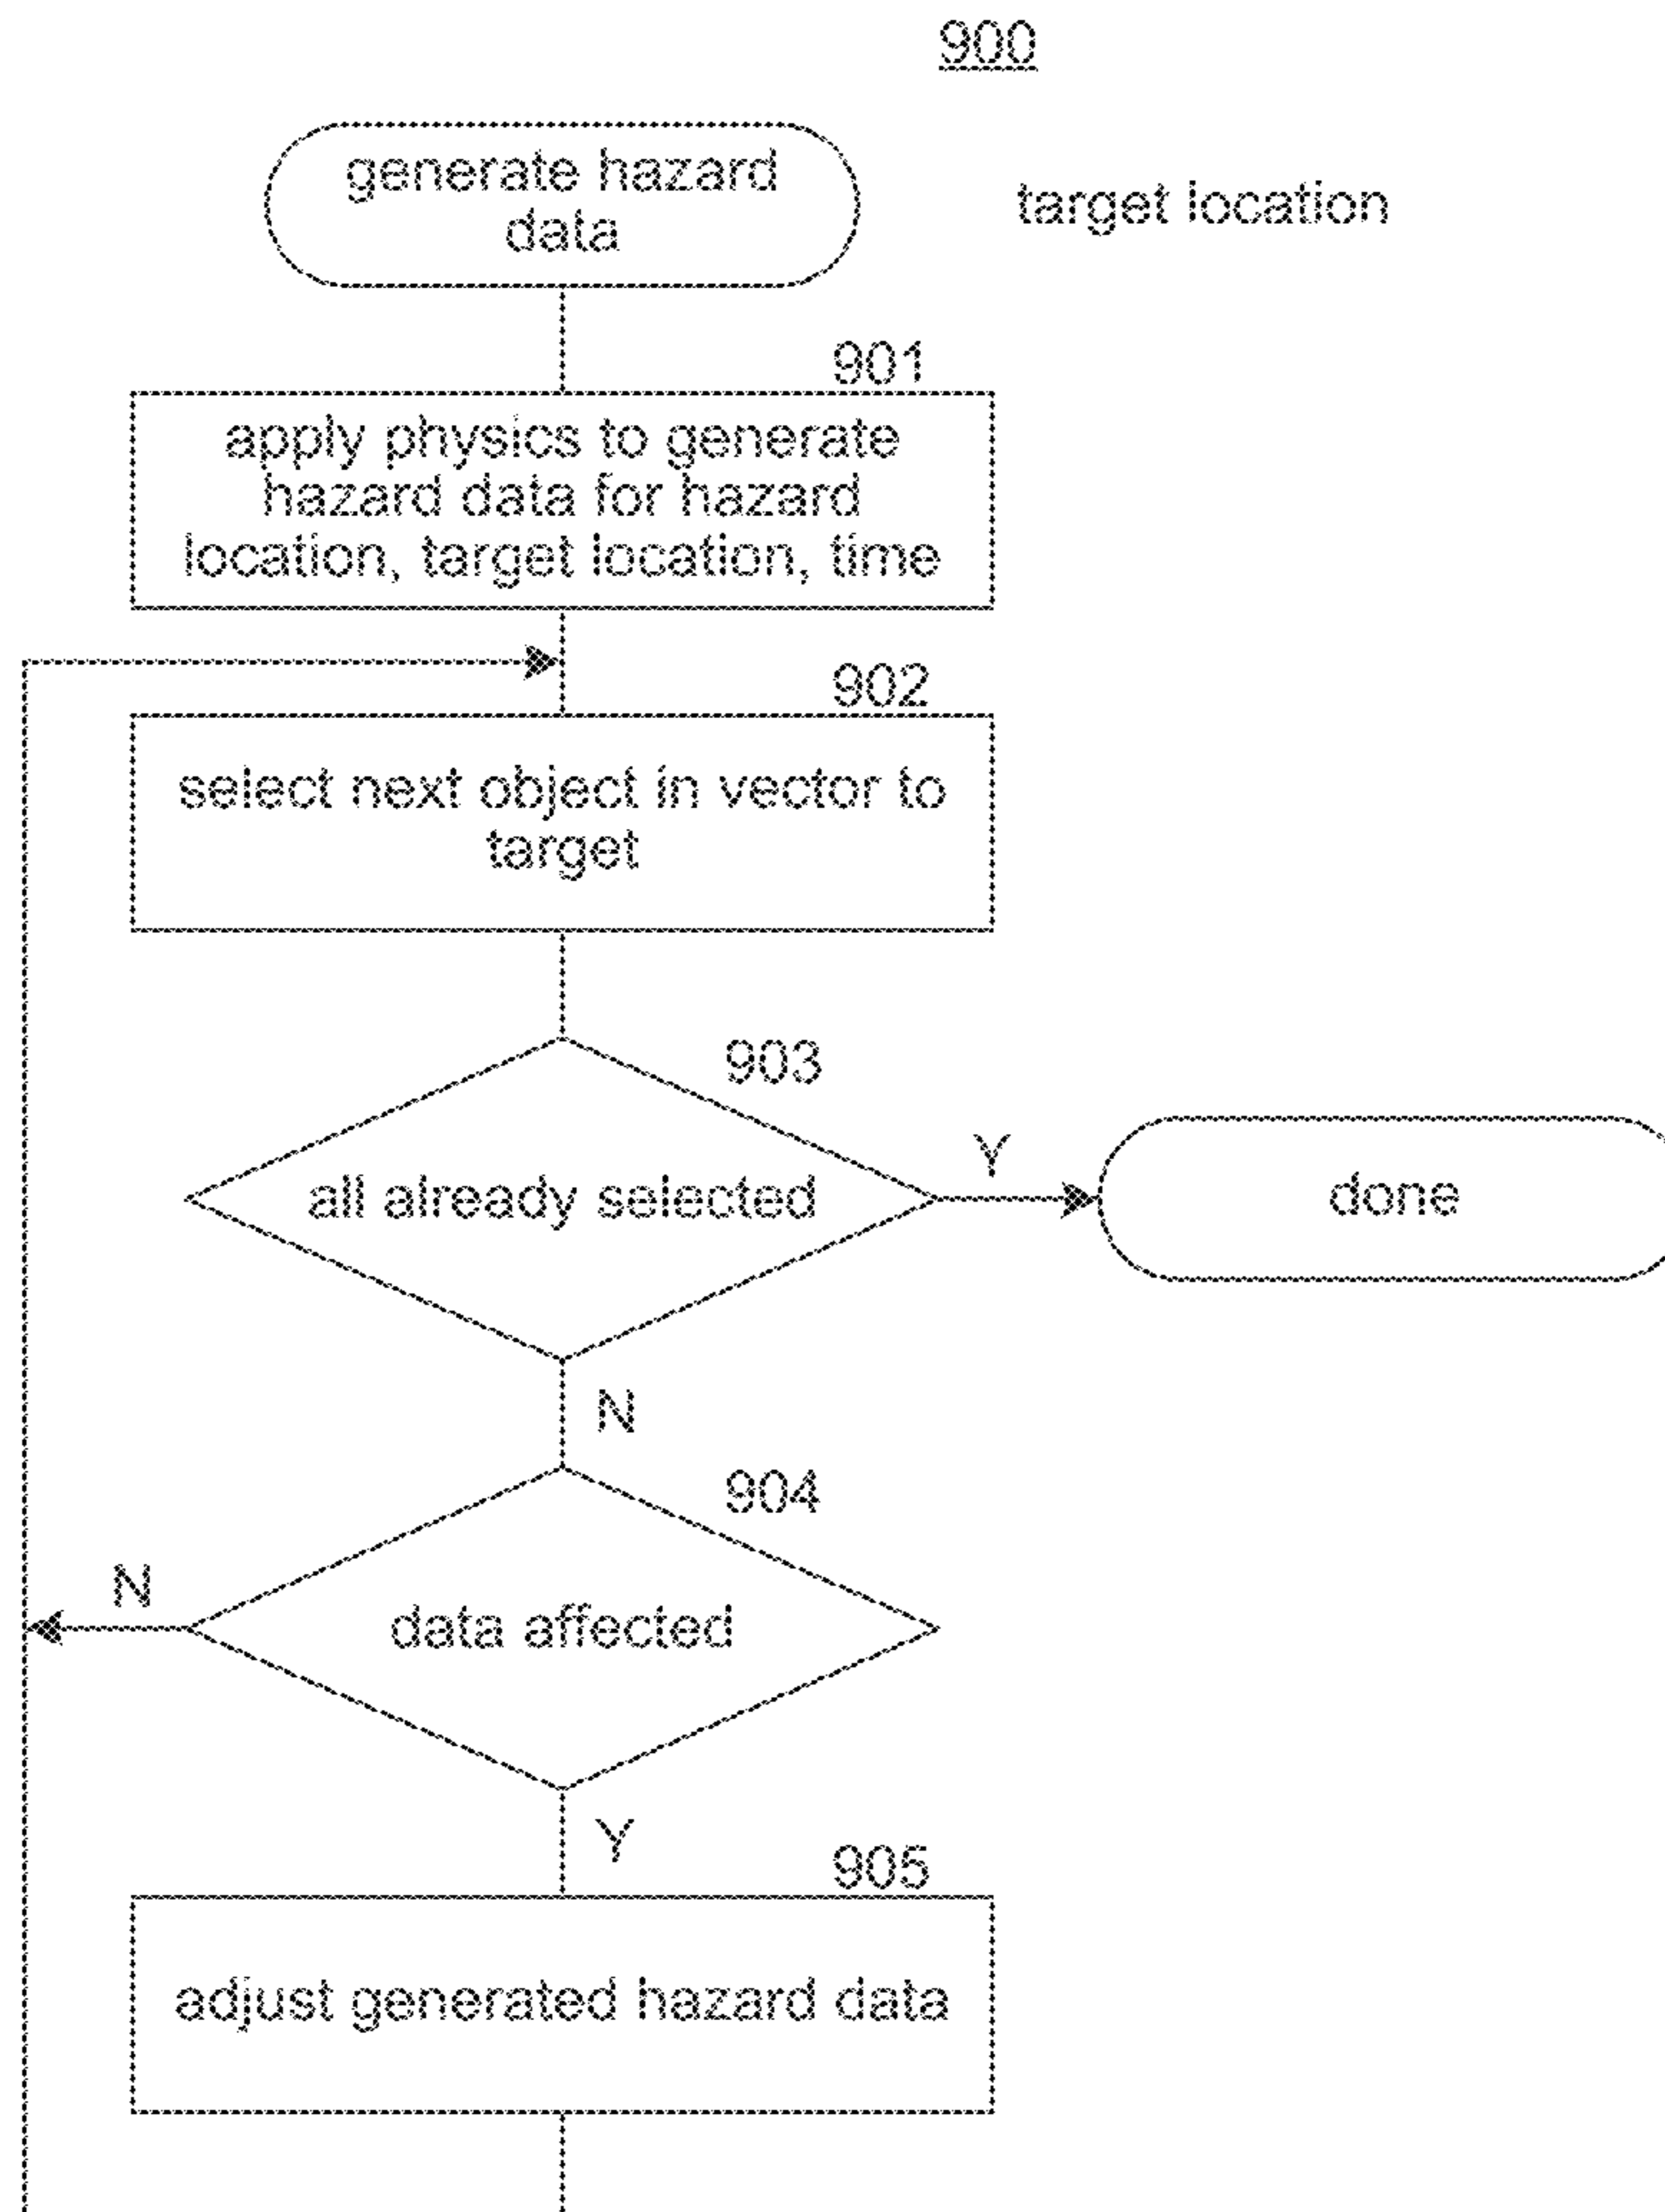 900
generate hazard
data
target location
901
apply physics to generate
hazard data for hazard
location, target location, time
902
select next object in vector to
target
903
all already selected
Y
done
N
904
data affected
N
Y
905
adjust generated hazard data